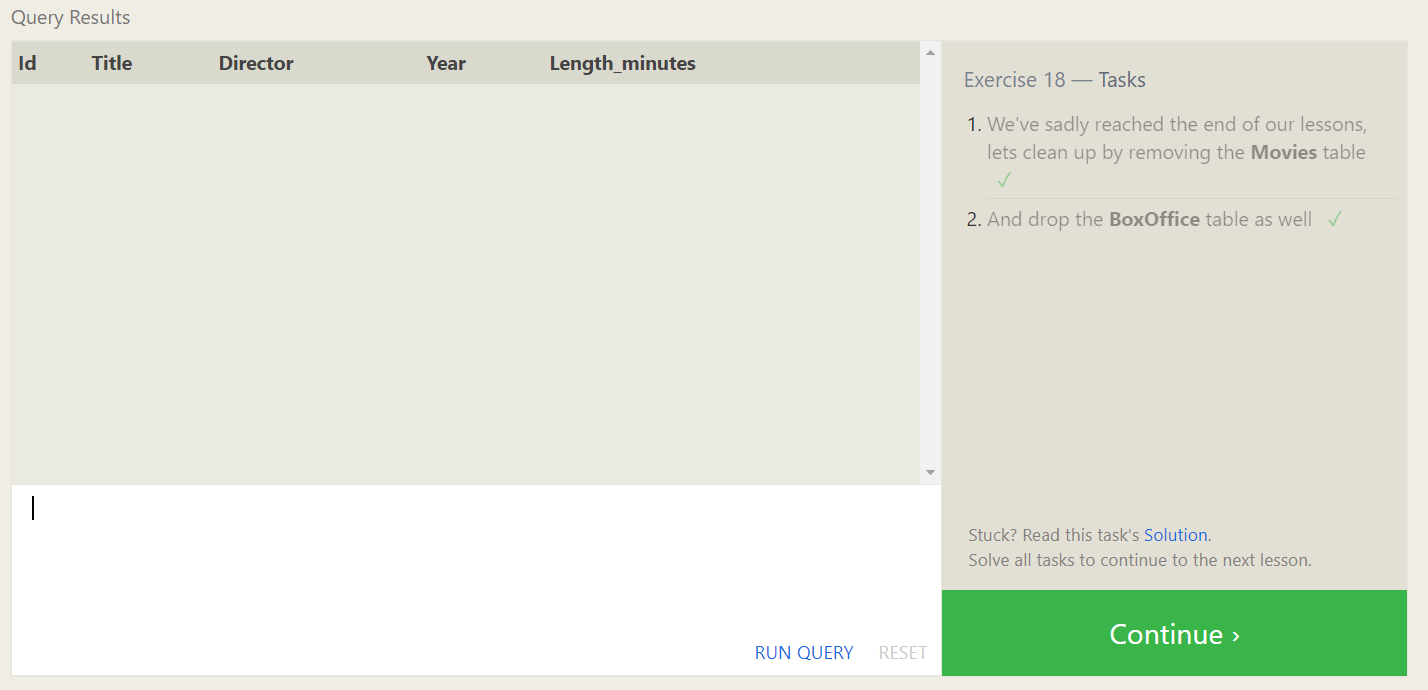 Query Results
Id Title Director Year Length_minutes
Exercise 18 — Tasks
1. We've sadly reached the end of our lessons,
lets clean up by removing the Movies table
✓
2. And drop the BoxOffice table as well ✓
Stuck? Read this task's Solution.
Solve all tasks to continue to the next lesson.
RUN QUERY RESET
Continue ›